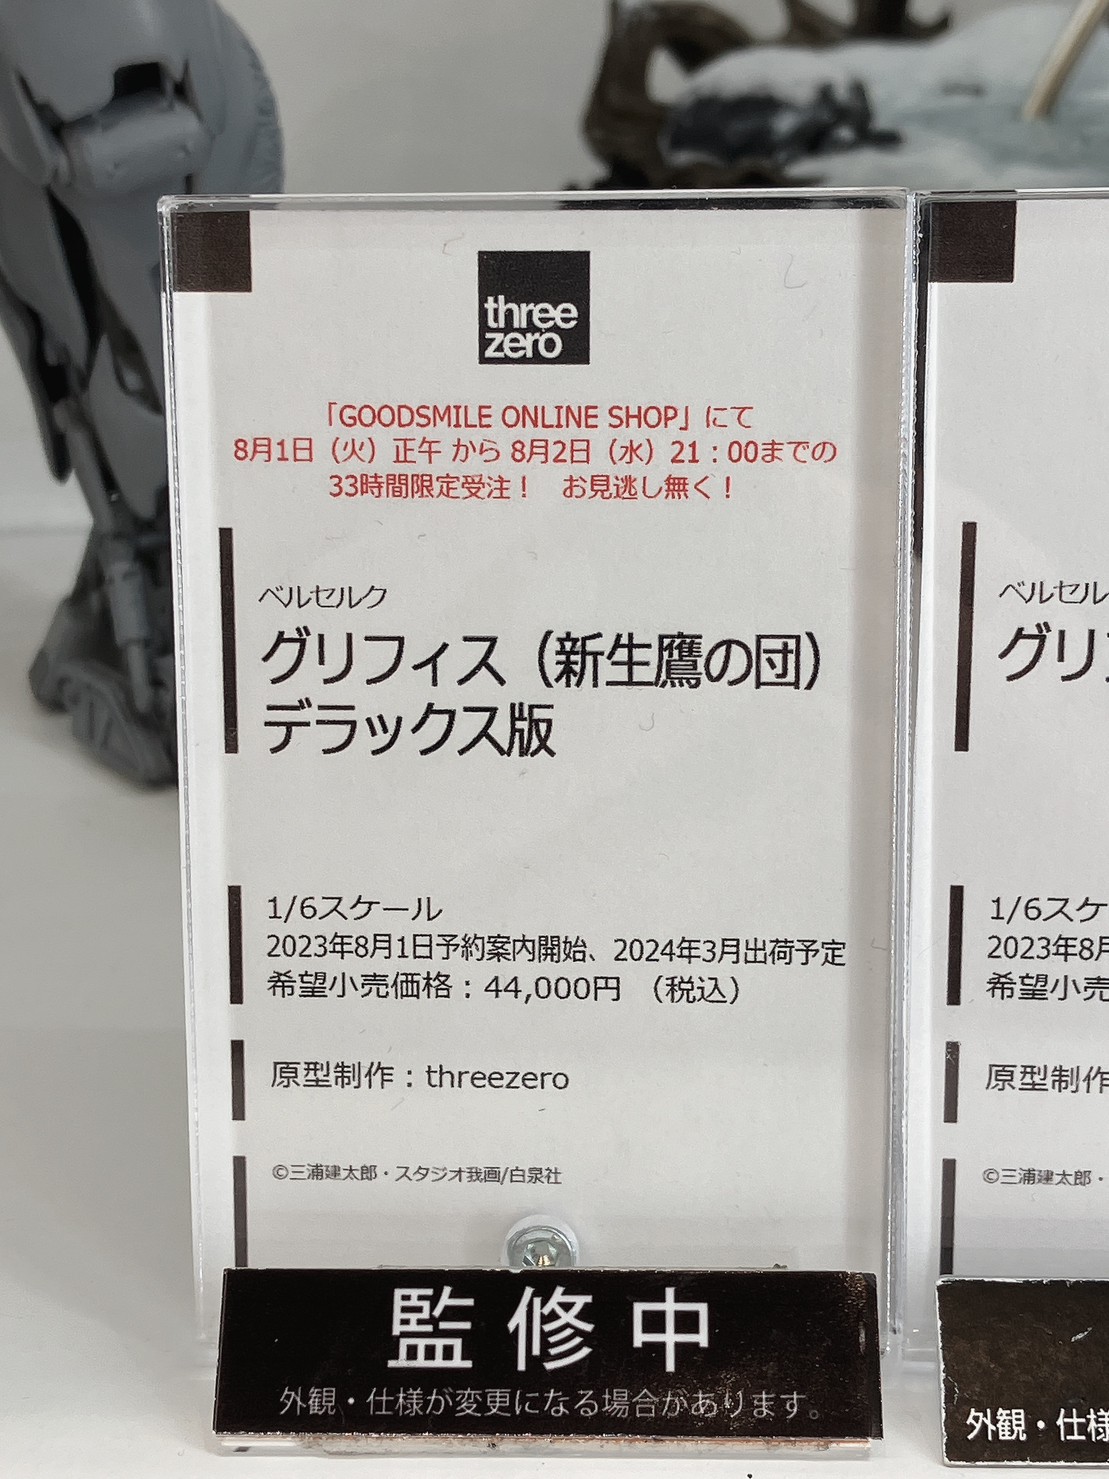 three
zero
「GOODSMILE ONLINE SHOP」にて
8月1日（火）正午 から 8月2日（水）21：00までの
33時間限定受注！　お見逃し無く！
ベルセルク
グリフィス（新生鷹の団）
デラックス版
1/6スケール
2023年8月1日予約案内開始、2024年3月出荷予定
希望小売価格：44,000円 （税込）
原型制作：threezero
©三浦建太郎・スタジオ我画/白泉社
監修中
外観・仕様が変更になる場合があります。
ベルセル
グリ
1/6スケ
2023年8月
希望小売
原型制作
©三浦建太郎・
外観・仕様